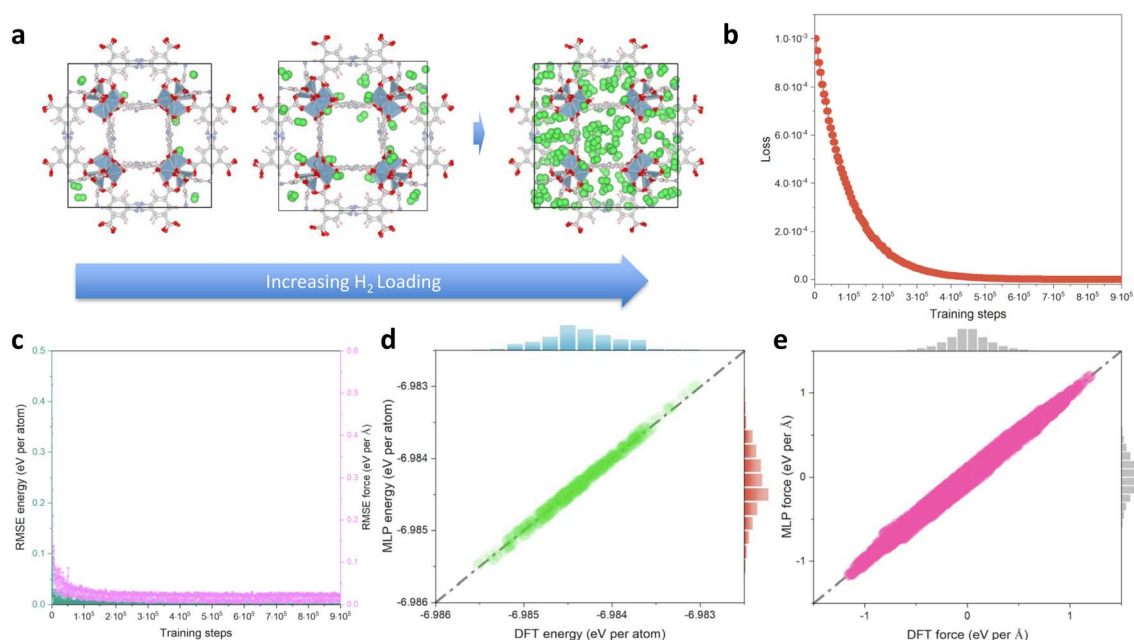 a
Increasing H₂ Loading
b
Loss
1.0·10⁻³
8.0·10⁻⁴
6.0·10⁻⁴
4.0·10⁻⁴
2.0·10⁻⁴
0.0
0 1·10⁵ 2·10⁵ 3·10⁵ 4·10⁵ 5·10⁵ 6·10⁵ 7·10⁵ 8·10⁵ 9·10⁵
Training steps
c
RMSE energy (eV per atom)
0.5
0.4
0.3
0.2
0.1
0.0
RMSE force (eV per Å)
0.6
0.5
0.4
0.3
0.2
0.1
0.0
0 1·10⁵ 2·10⁵ 3·10⁵ 4·10⁵ 5·10⁵ 6·10⁵ 7·10⁵ 8·10⁵ 9·10⁵
Training steps
d
MLP energy (eV per atom)
-6.983
-6.984
-6.985
-6.986
-6.986 -6.985 -6.984 -6.983
DFT energy (eV per atom)
e
MLP force (eV per Å)
1
0
-1
-1 0 1
DFT force (eV per Å)